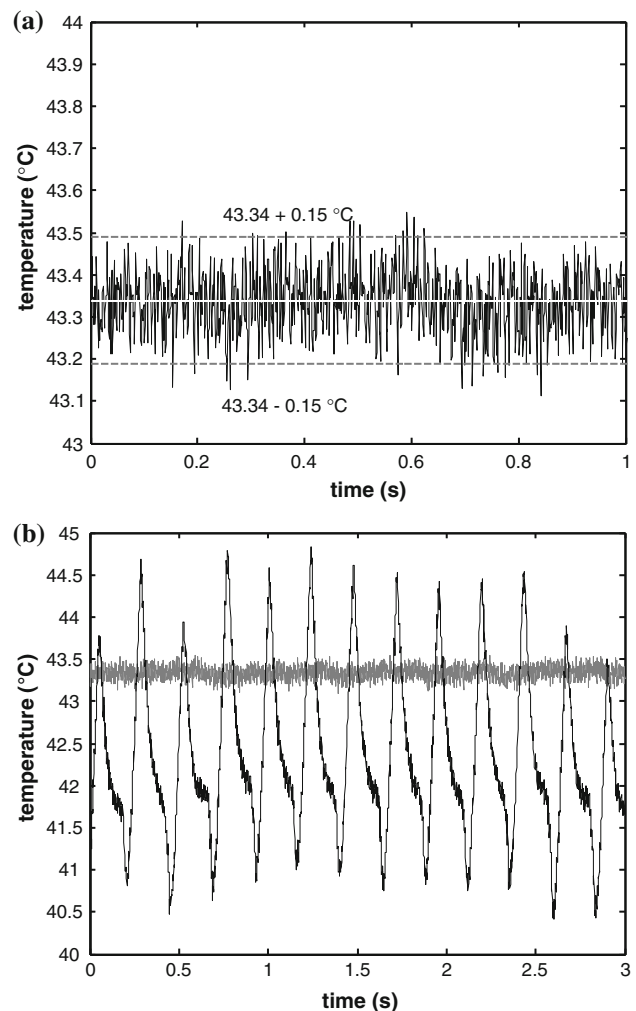 (a)
44
43.9
43.8
43.7
43.6
43.5
43.4
43.3
43.2
43.1
43
temperature (°C)
43.34 + 0.15 °C
43.34 - 0.15 °C
0 0.2 0.4 0.6 0.8 1
time (s)
(b)
45
44.5
44
43.5
43
42.5
42
41.5
41
40.5
40
temperature (°C)
0 0.5 1 1.5 2 2.5 3
time (s)